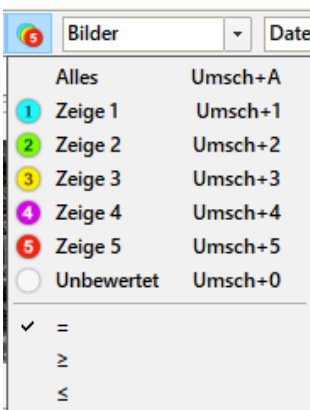 5 Bilder Date
Alles Umsch+A
1 Zeige 1 Umsch+1
2 Zeige 2 Umsch+2
3 Zeige 3 Umsch+3
4 Zeige 4 Umsch+4
5 Zeige 5 Umsch+5
Unbewertet Umsch+0
✓ =
≥
≤